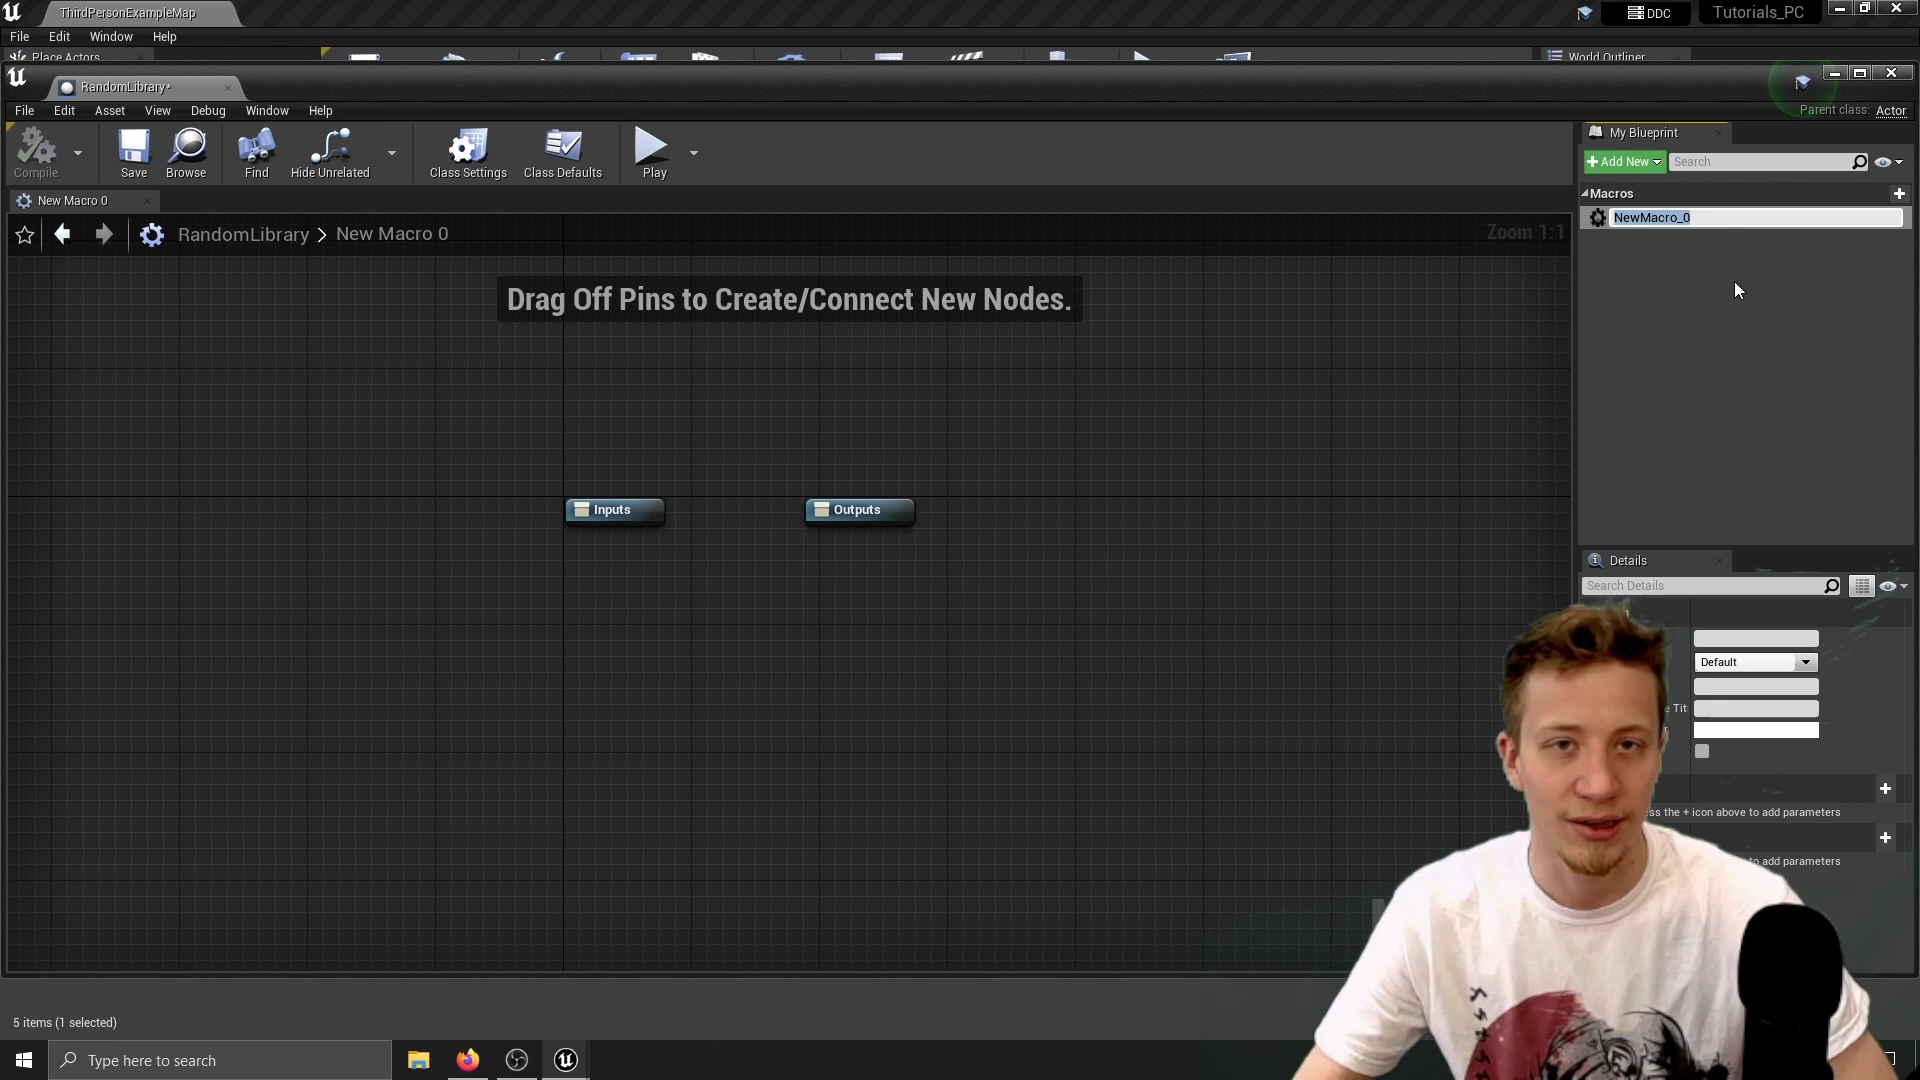 ThirdPersonExampleMap
DDC
Tutorials_PC
File Edit Window Help
Place Actors
World Outliner
RandomLibrary*
File Edit Asset View Debug Window Help
Parent class: Actor
Compile
Save
Browse
Find
Hide Unrelated
Class Settings
Class Defaults
Play
My Blueprint
+ Add New
Search
New Macro 0
Macros
NewMacro_0
RandomLibrary > New Macro 0
Zoom 1:1
Drag Off Pins to Create/Connect New Nodes.
Inputs
Outputs
Details
Search Details
Default
e Tit
ss the + icon above to add parameters
to add parameters
5 items (1 selected)
Type here to search